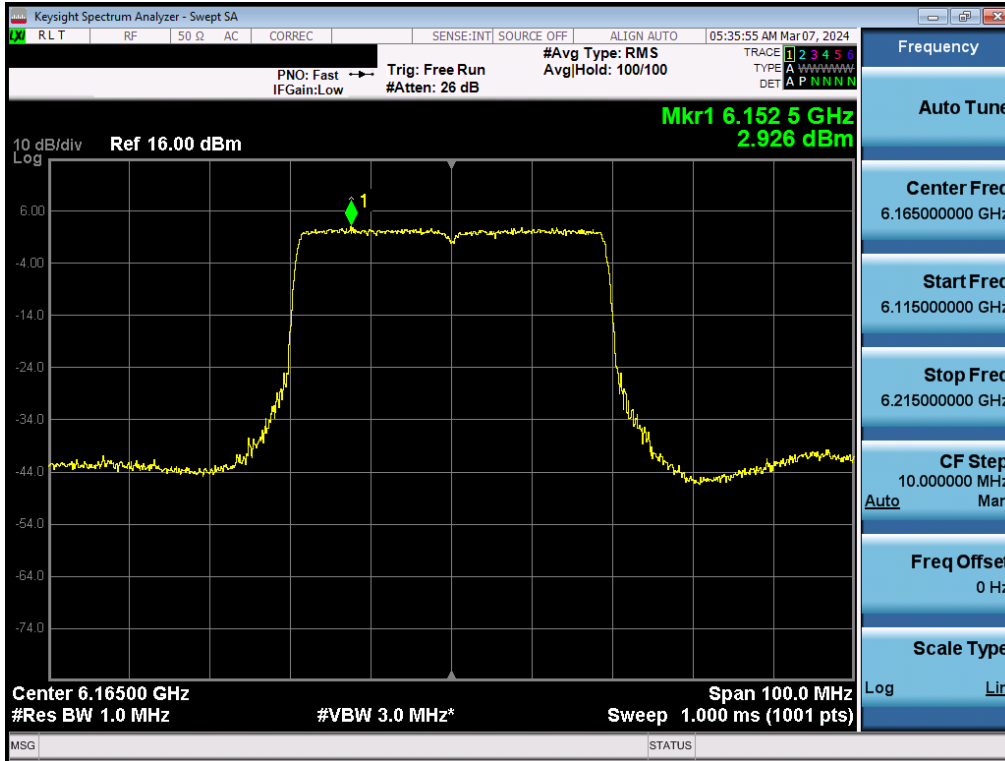 Keysight Spectrum Analyzer - Swept SA
LXI RLT RF 50 Ω AC CORREC SENSE:INT SOURCE OFF ALIGN AUTO 05:35:55 AM Mar 07, 2024
PNO: Fast
IFGain:Low
Trig: Free Run
#Atten: 26 dB
#Avg Type: RMS
Avg|Hold: 100/100
TRACE 1 2 3 4 5 6
TYPE A WWWWW
DET A P N N N N
Mkr1 6.152 5 GHz
2.926 dBm
10 dB/div Ref 16.00 dBm
Log
1
6.00
-4.00
-14.0
-24.0
-34.0
-44.0
-54.0
-64.0
-74.0
Center 6.16500 GHz Span 100.0 MHz
#Res BW 1.0 MHz #VBW 3.0 MHz* Sweep 1.000 ms (1001 pts)
MSG STATUS
Frequency
Auto Tune
Center Freq
6.165000000 GHz
Start Freq
6.115000000 GHz
Stop Freq
6.215000000 GHz
CF Step
10.000000 MHz
Auto Man
Freq Offset
0 Hz
Scale Type
Log Lin